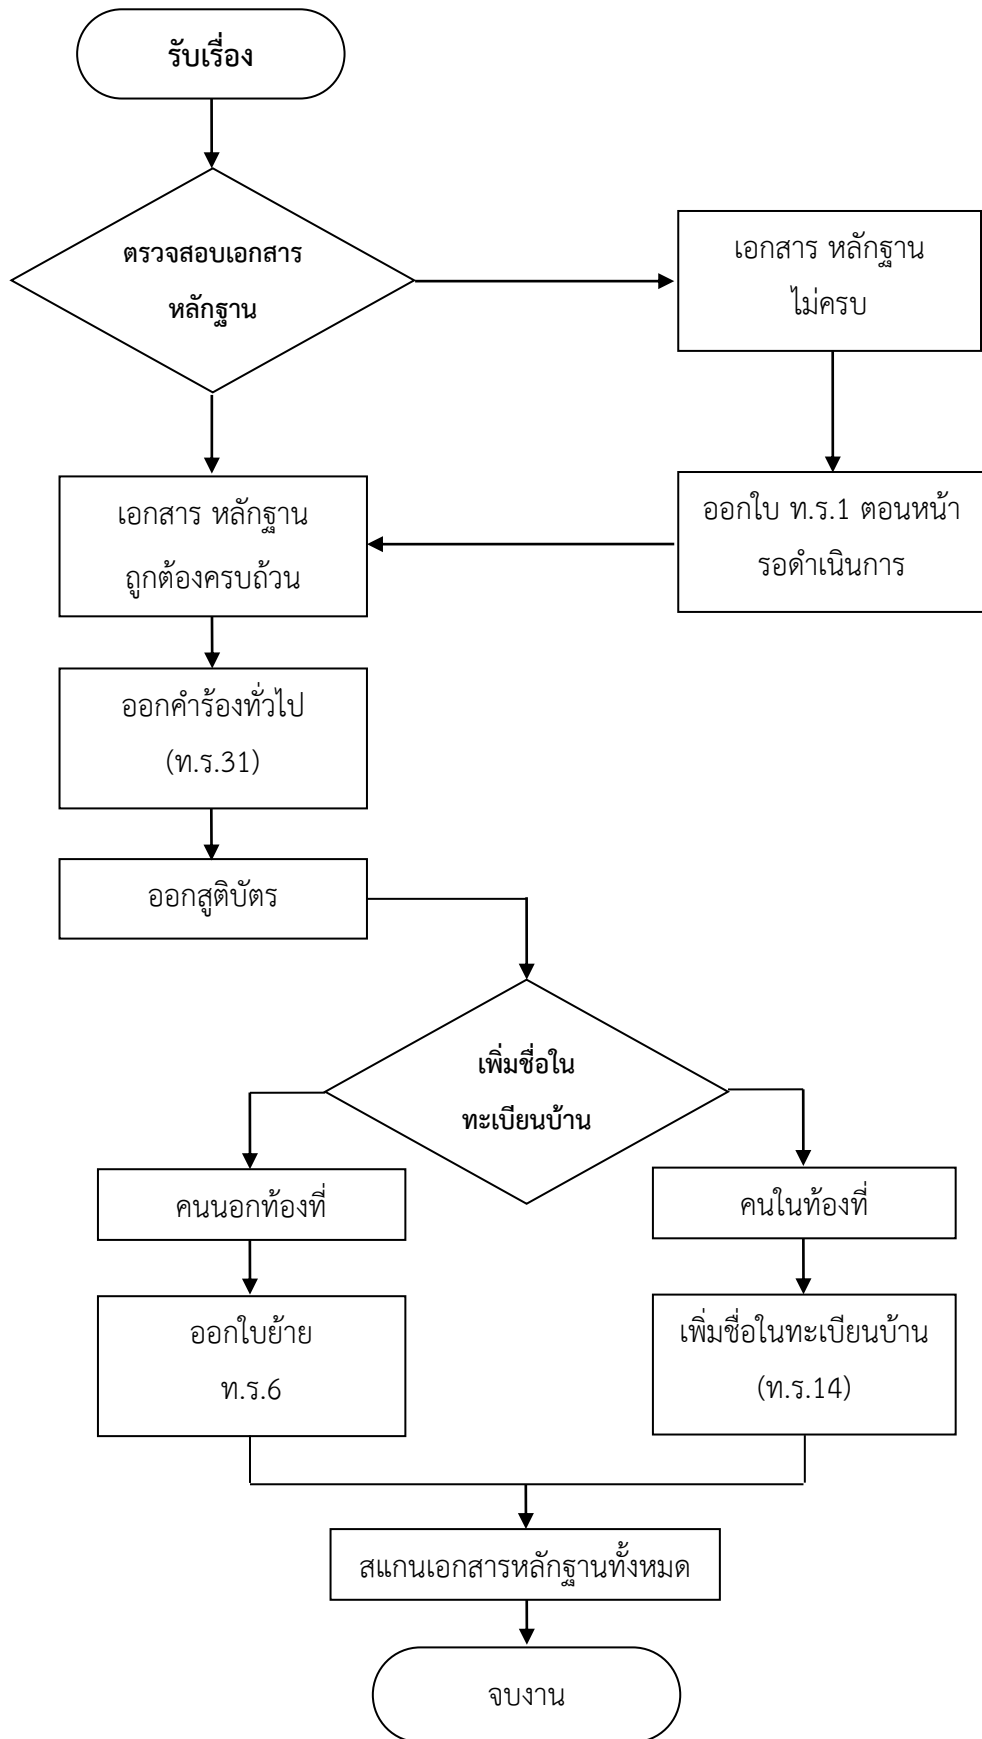 รับเรื่อง
ตรวจสอบเอกสาร
หลักฐาน
เอกสาร หลักฐาน
ไม่ครบ
เอกสาร หลักฐาน
ถูกต้องครบถ้วน
ออกใบ ท.ร.1 ตอนหน้า
รอดำเนินการ
ออกคำร้องทั่วไป
(ท.ร.31)
ออกสูติบัตร
เพิ่มชื่อใน
ทะเบียนบ้าน
คนนอกท้องที่
คนในท้องที่
ออกใบย้าย
ท.ร.6
เพิ่มชื่อในทะเบียนบ้าน
(ท.ร.14)
สแกนเอกสารหลักฐานทั้งหมด
จบงาน